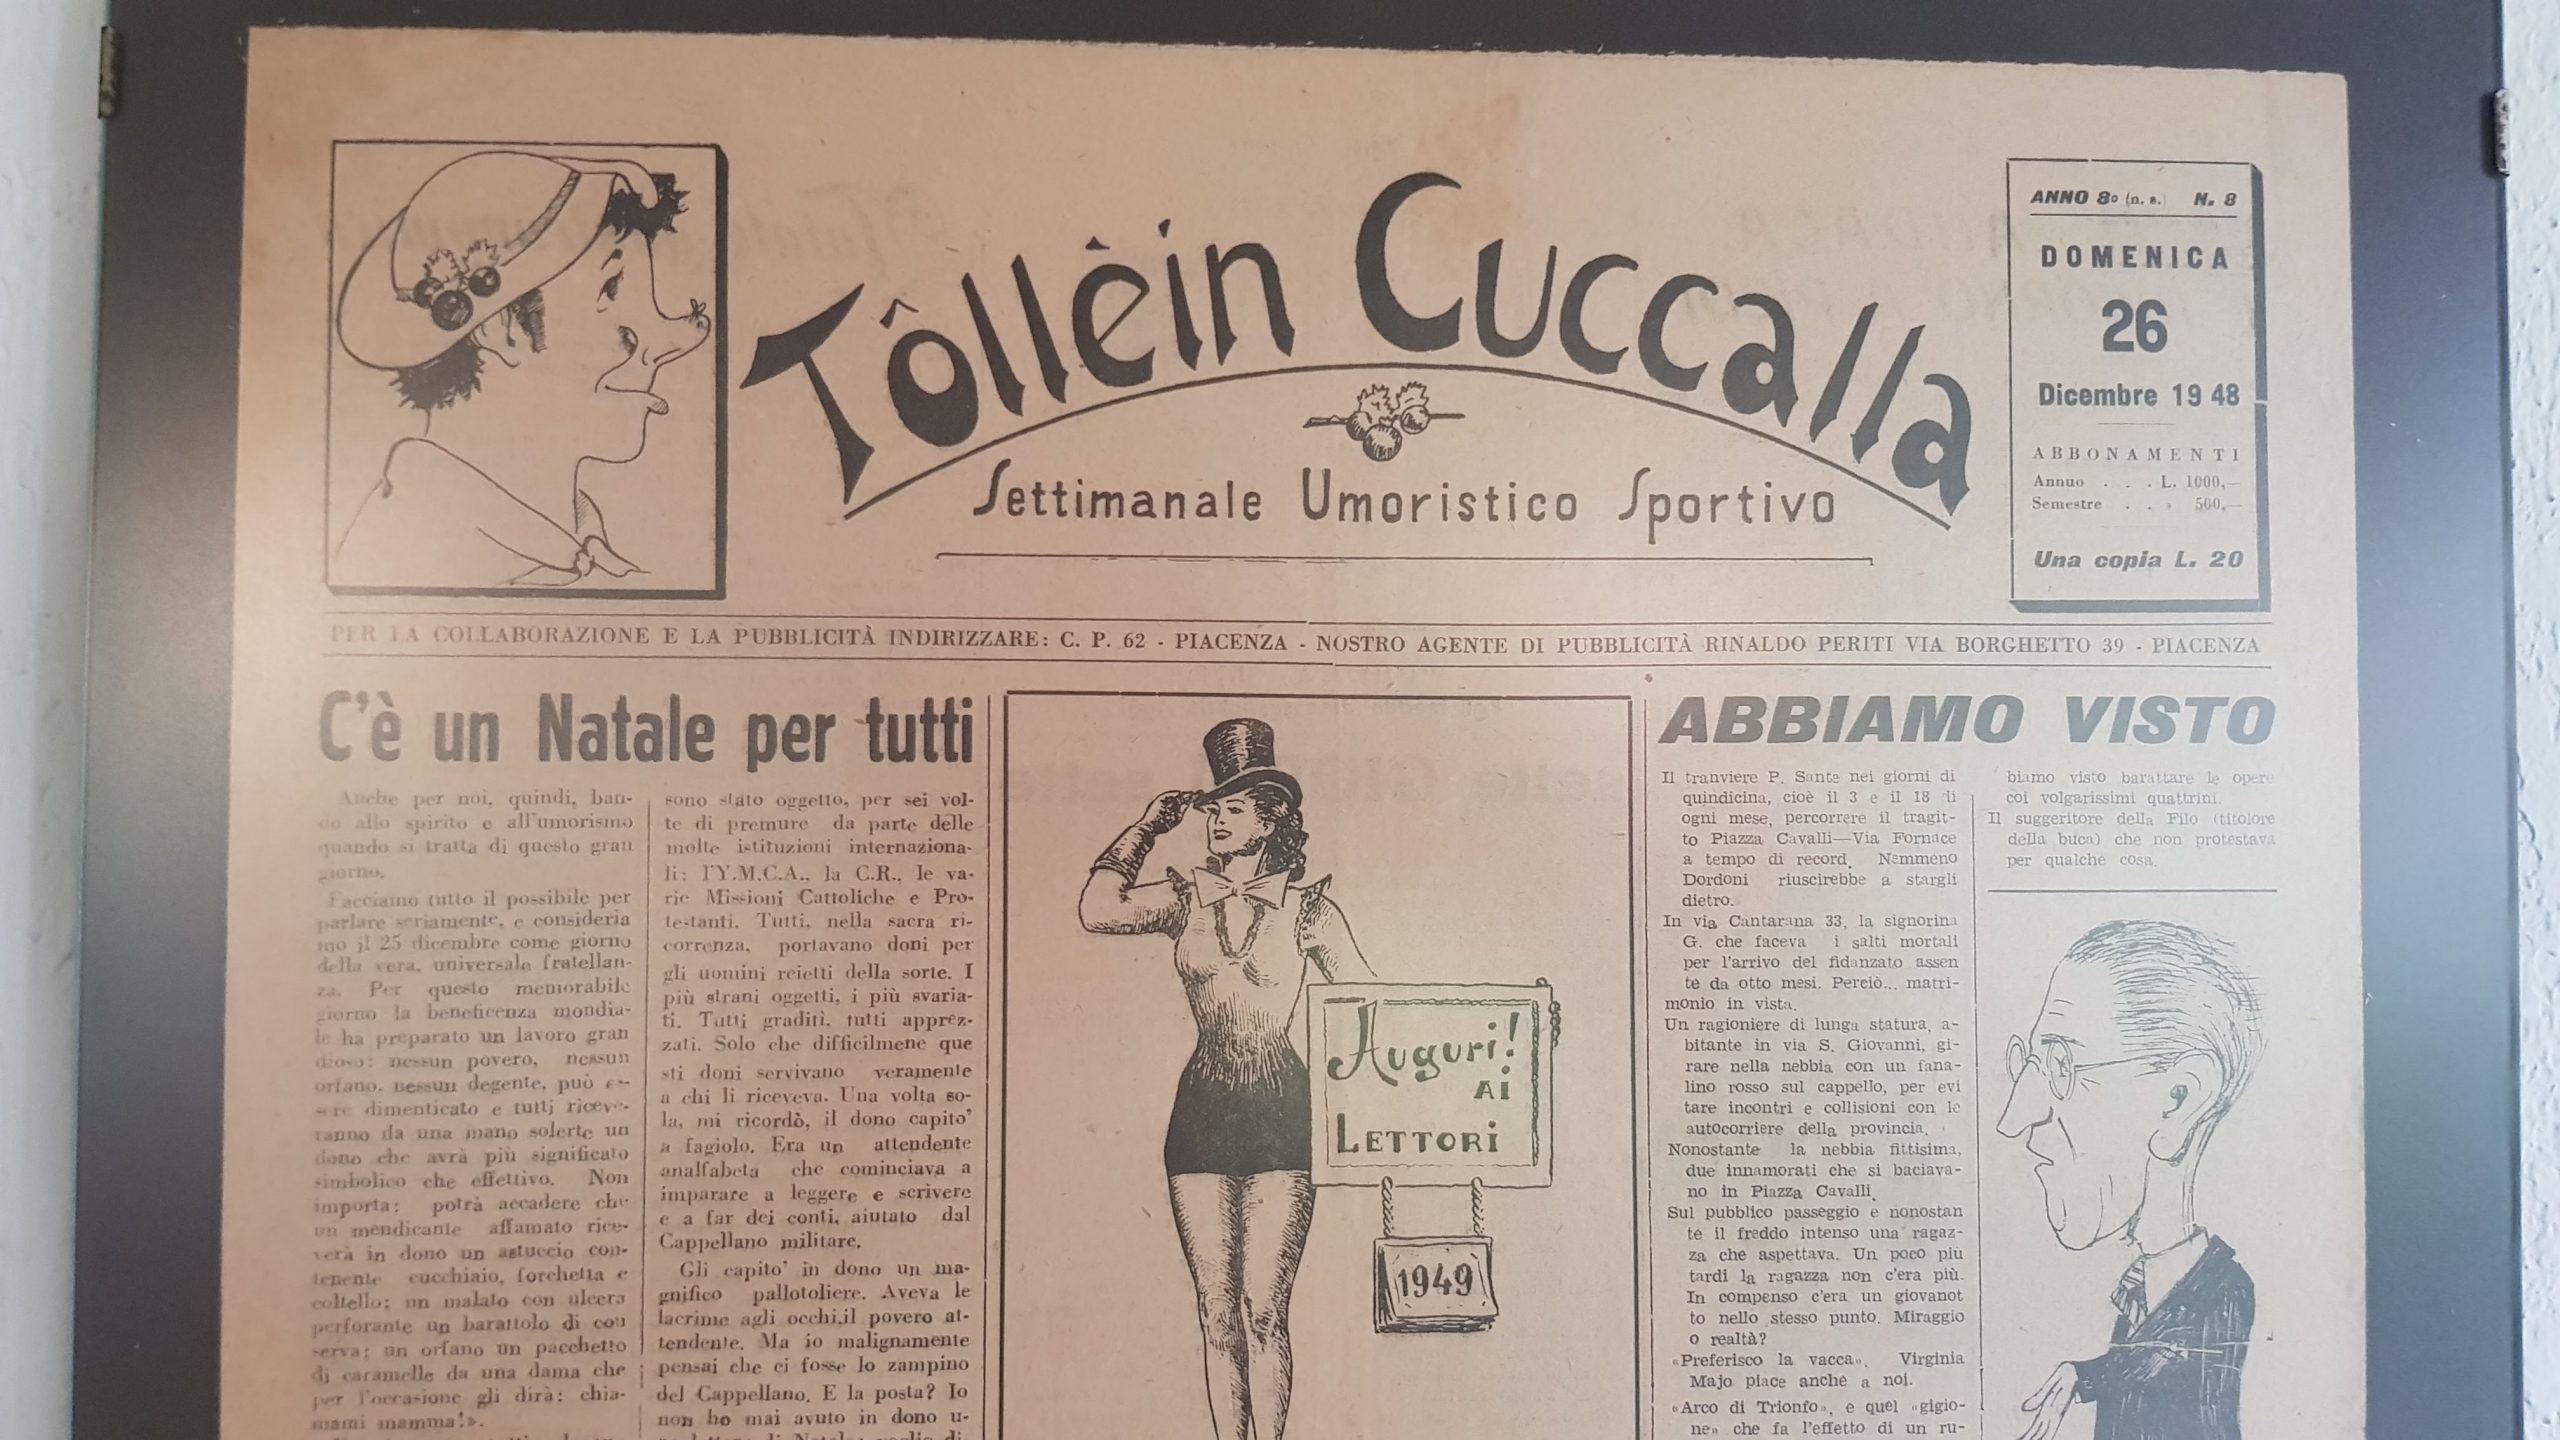 Tôllèin Cuccalla
Settimanale Umoristico Sportivo
ANNO 8º (n. s.) N. 8
DOMENICA
26
Dicembre 19 48
ABBONAMENTI
Annuo . . . L. 1000,—
Semestre . . » 500,—
Una copia L. 20
PER LA COLLABORAZIONE E LA PUBBLICITÀ INDIRIZZARE: C. P. 62 - PIACENZA - NOSTRO AGENTE DI PUBBLICITÀ RINALDO PERITI VIA BORGHETTO 39 - PIACENZA
C'è un Natale per tutti
Anche per noi, quindi, ban-
do allo spirito e all'umorismo
quando si tratta di questo gran
giorno.
Facciamo tutto il possibile per
parlare seriamente, e consideria
mo il 25 dicembre come giorno
della vera, universale fratellan-
za. Per questo memorabile
giorno la beneficenza mondia-
le ha preparato un lavoro gran
dioso: nessun povero, nessun
orfano, nessun degente, può es-
sere dimenticato e tutti riceve-
ranno da una mano solerte un
dono che avrà più significato
simbolico che effettivo. Non
importa: potrà accadere che
un mendicante affamato rice-
verà in dono un astuccio con-
tenente cucchiaio, forchetta e
coltello; un malato con ulcera
perforante un barattolo di con
serva; un orfano un pacchetto
di caramelle da una dama che
per l'occasione gli dirà: chia-
mami mamma!».
sono stato oggetto, per sei vol-
te di premure da parte delle
molte istituzioni internaziona-
li: l'Y.M.C.A., la C.R., le va-
rie Missioni Cattoliche e Pro-
testanti. Tutti, nella sacra ri-
correnza, portavano doni per
gli uomini reietti della sorte. I
più strani oggetti, i più svaria-
ti. Tutti graditi, tutti apprez-
zati. Solo che difficilmene que
sti doni servivano veramente
a chi li riceveva. Una volta so-
la, mi ricordò, il dono capito'
a fagiolo. Era un attendente
analfabeta che cominciava a
imparare a leggere e scrivere
e a far dei conti, aiutato dal
Cappellano militare.
Gli capito' in dono un ma-
gnifico pallotoliere. Aveva le
lacrime agli occhi,il povero at-
tendente. Ma io malignamente
pensai che ci fosse lo zampino
del Cappellano. E la posta? Io
non ho mai avuto in dono u-
Auguri!
AI
LETTORI
1949
ABBIAMO VISTO
Il tranviere P. Sante nei giorni di
quindicina, cioè il 3 e il 18 di
ogni mese, percorrere il tragit-
to Piazza Cavalli—Via Fornace
a tempo di record. Nemmeno
Dordoni riuscirebbe a stargli
dietro.
In via Cantarana 33, la signorina
G. che faceva i salti mortali
per l'arrivo del fidanzato assen
te da otto mesi. Perciò... matri-
monio in vista.
Un ragioniere di lunga statura, a-
bitante in via S. Giovanni, gi-
rare nella nebbia con un fana-
lino rosso sul cappello, per evi
tare incontri e collisioni con le
autocorriere della provincia.
Nonostante la nebbia fittisima,
due innamorati che si baciava-
no in Piazza Cavalli.
Sul pubblico passeggio e nonostan
te il freddo intenso una ragaz-
za che aspettava. Un poco più
tardi la ragazza non c'era più.
In compenso c'era un giovanot
to nello stesso punto. Miraggio
o realtà?
«Preferisco la vacca». Virginia
Majo piace anche a noi.
«Arco di Trionfo», e quel «gigio-
ne» che fa l'effetto di un ru-
biamo visto barattare le opere
coi volgarissimi quattrini.
Il suggeritore della Filo (titolore
della buca) che non protestava
per qualche cosa.